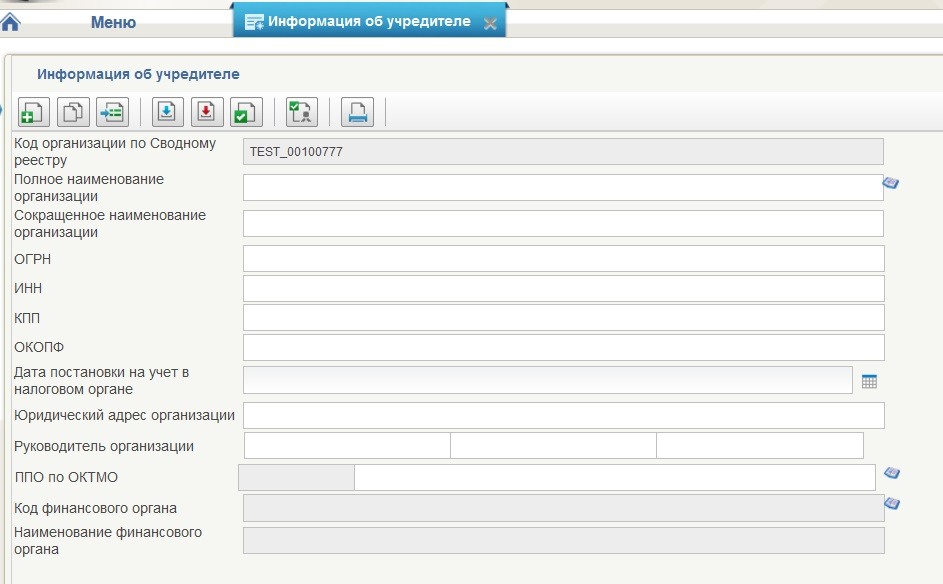 Меню
Информация об учредителе
Информация об учредителе
Код организации по Сводному
реестру
TEST_00100777
Полное наименование
организации
Сокращенное наименование
организации
ОГРН
ИНН
КПП
ОКОПФ
Дата постановки на учет в
налоговом органе
Юридический адрес организации
Руководитель организации
ППО по ОКТМО
Код финансового органа
Наименование финансового
органа